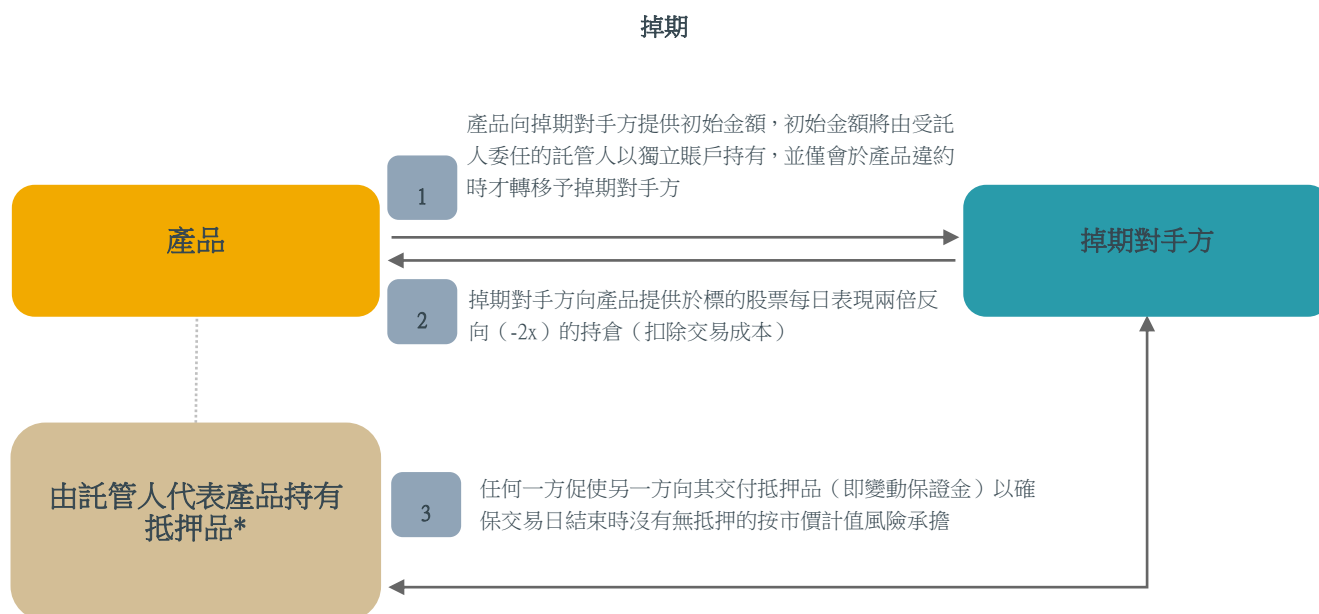 掉期
產品向掉期對手方提供初始金額，初始金額將由受託
人委任的託管人以獨立賬戶持有，並僅會於產品違約
時才轉移予掉期對手方
1
產品
掉期對手方
2
掉期對手方向產品提供於標的股票每日表現兩倍反
向（-2x）的持倉（扣除交易成本）
由託管人代表產品持有
抵押品*
3
任何一方促使另一方向其交付抵押品（即變動保證金）以確
保交易日結束時沒有無抵押的按市價計值風險承擔